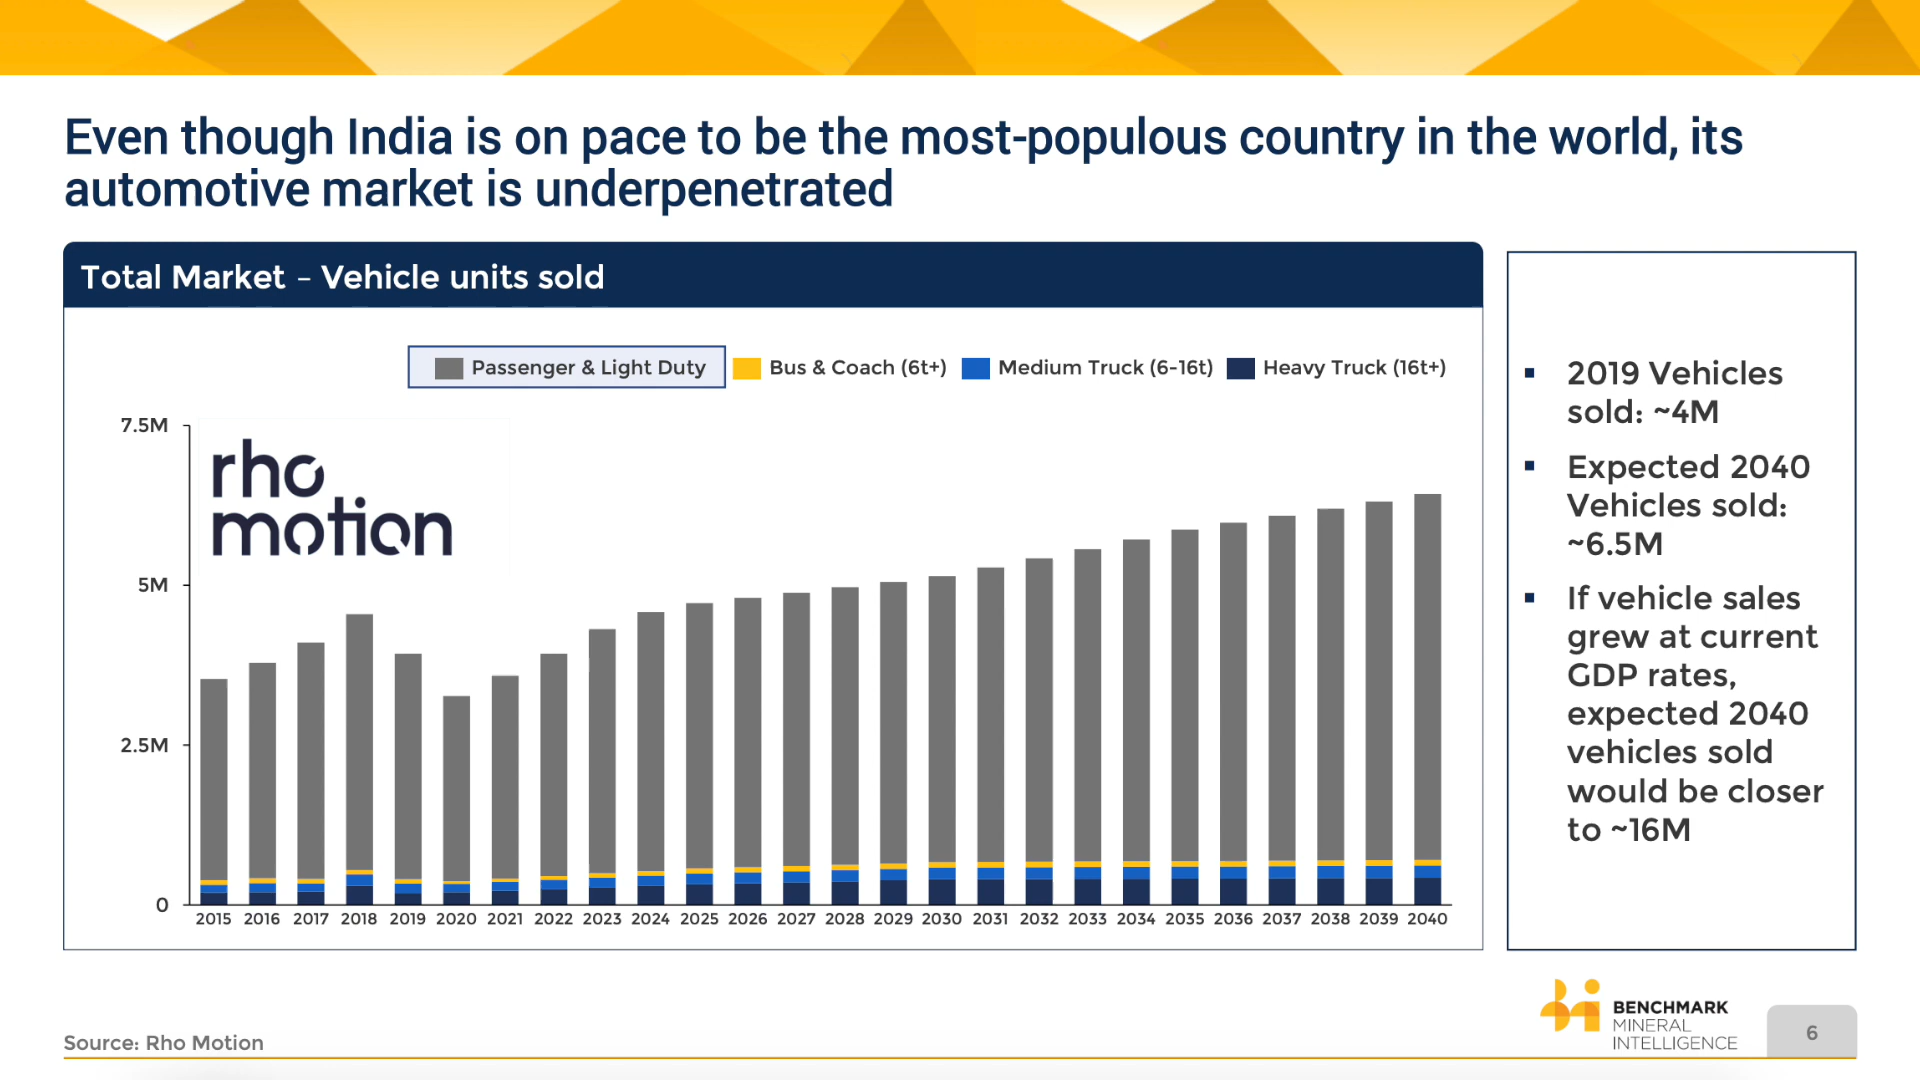 Even though India is on pace to be the most-populous country in the world, its
automotive market is underpenetrated
Total Market – Vehicle units sold
Passenger & Light Duty
Bus & Coach (6t+)
Medium Truck (6-16t)
Heavy Truck (16t+)
7.5M
5M
2.5M
0
rho
motion
2015 2016 2017 2018 2019 2020 2021 2022 2023 2024 2025 2026 2027 2028 2029 2030 2031 2032 2033 2034 2035 2036 2037 2038 2039 2040
▪ 2019 Vehicles
sold: ~4M
▪ Expected 2040
Vehicles sold:
~6.5M
▪ If vehicle sales
grew at current
GDP rates,
expected 2040
vehicles sold
would be closer
to ~16M
Source: Rho Motion
BENCHMARK
MINERAL
INTELLIGENCE
6